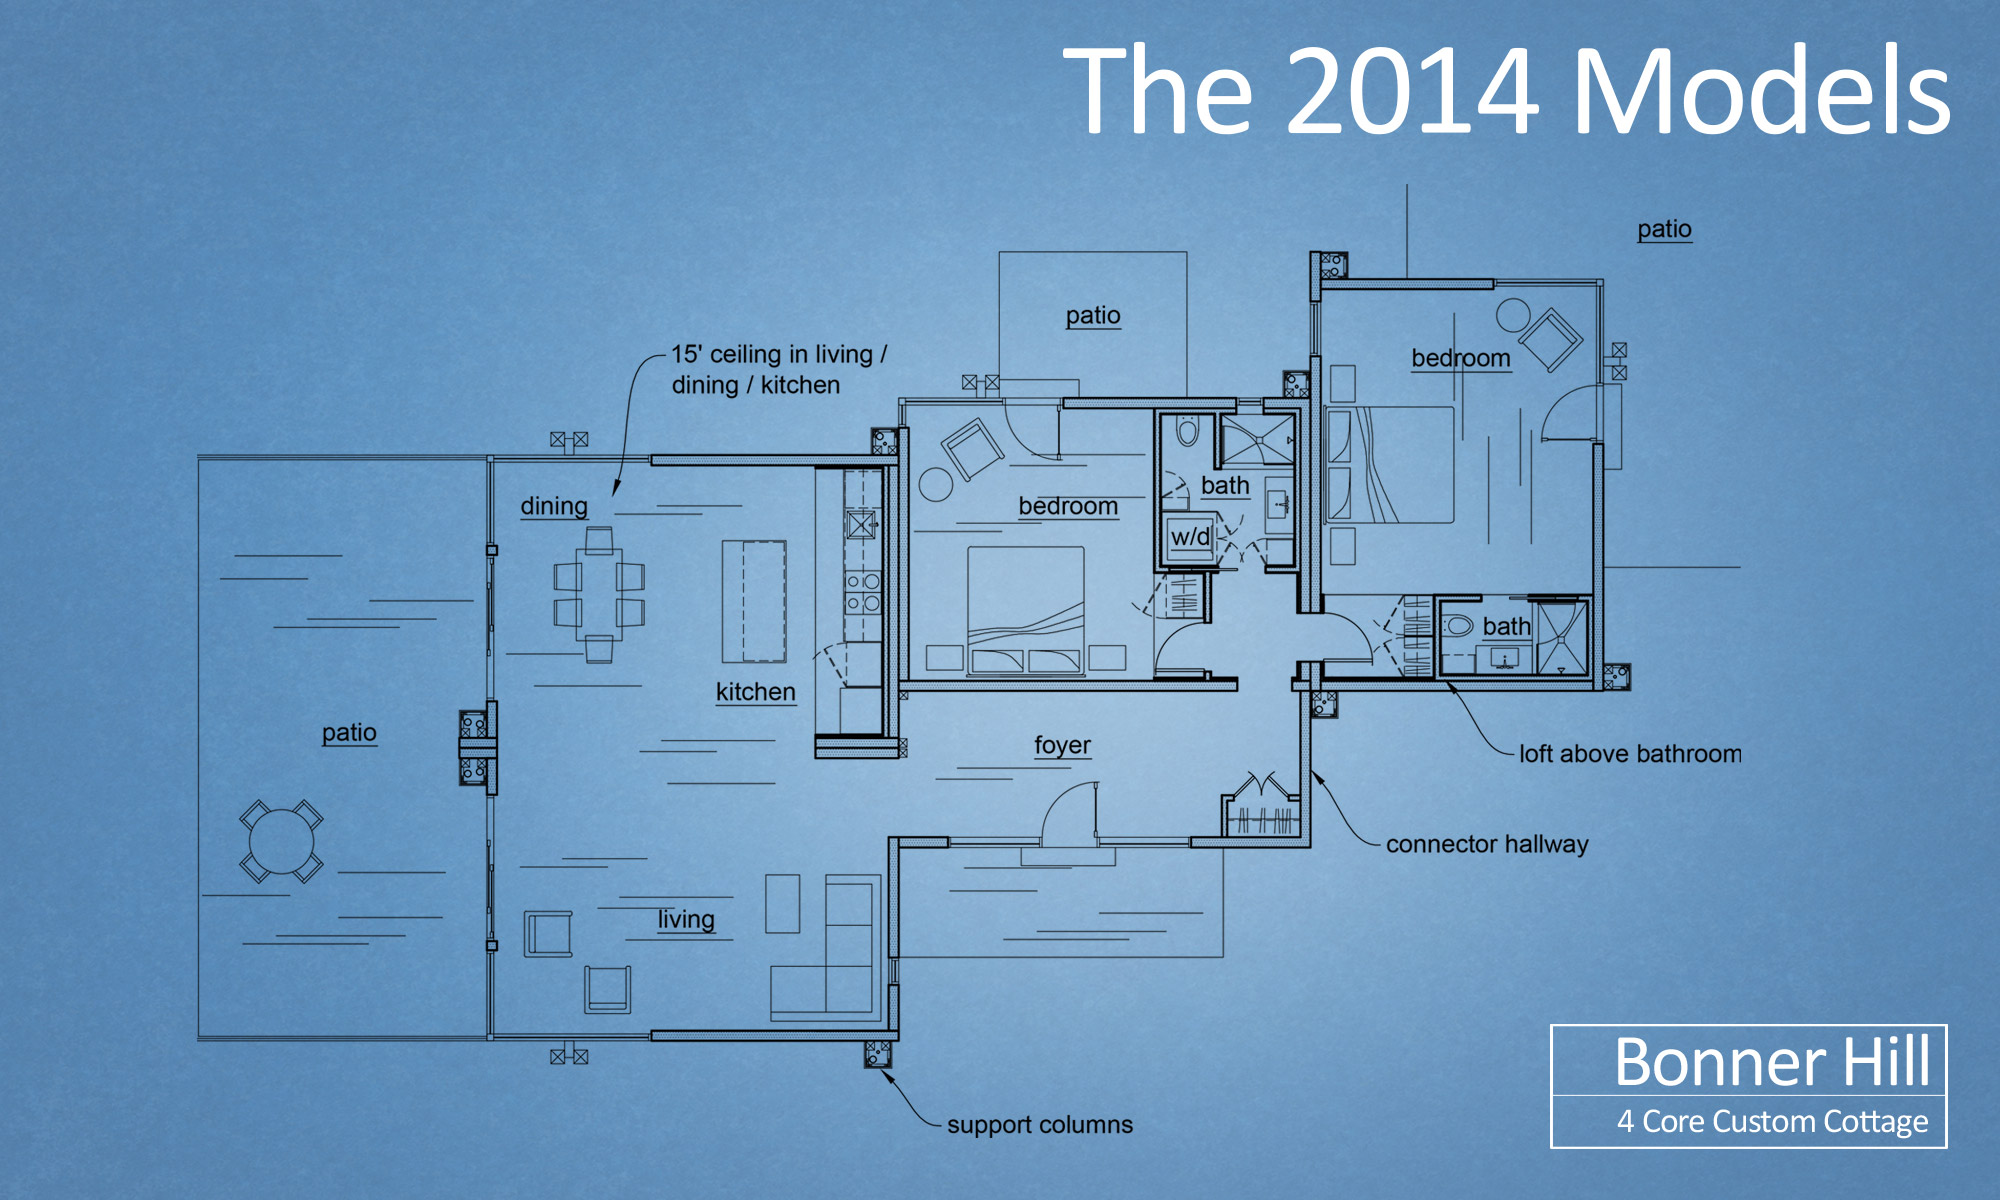 The 2014 Models
patio
patio
bedroom
15' ceiling in living /
dining / kitchen
dining
bedroom
bath
w/d
bath
kitchen
patio
foyer
loft above bathroom
connector hallway
living
support columns
Bonner Hill
4 Core Custom Cottage